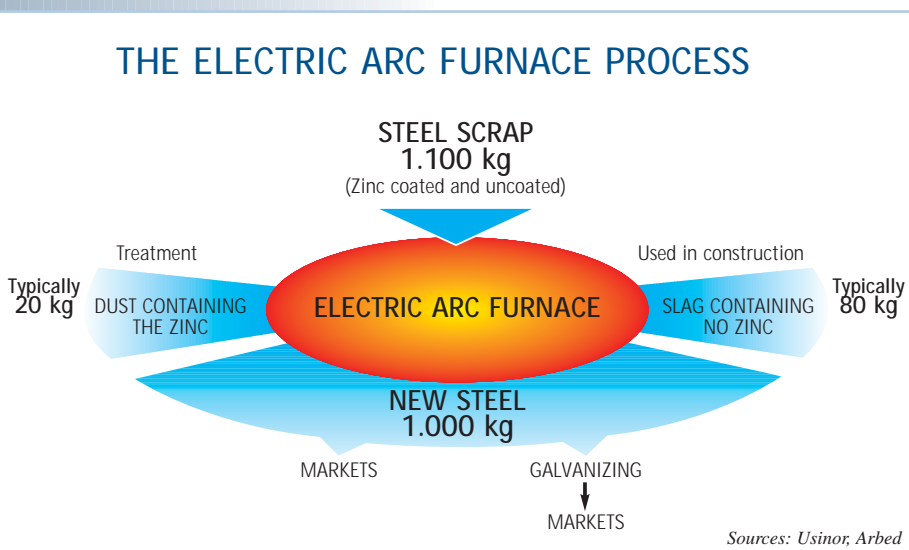 THE ELECTRIC ARC FURNACE PROCESS
STEEL SCRAP
1.100 kg
(Zinc coated and uncoated)
Treatment
Used in construction
Typically
20 kg
DUST CONTAINING
THE ZINC
ELECTRIC ARC FURNACE
SLAG CONTAINING
NO ZINC
Typically
80 kg
NEW STEEL
1.000 kg
MARKETS
GALVANIZING
MARKETS
Sources: Usinor, Arbed